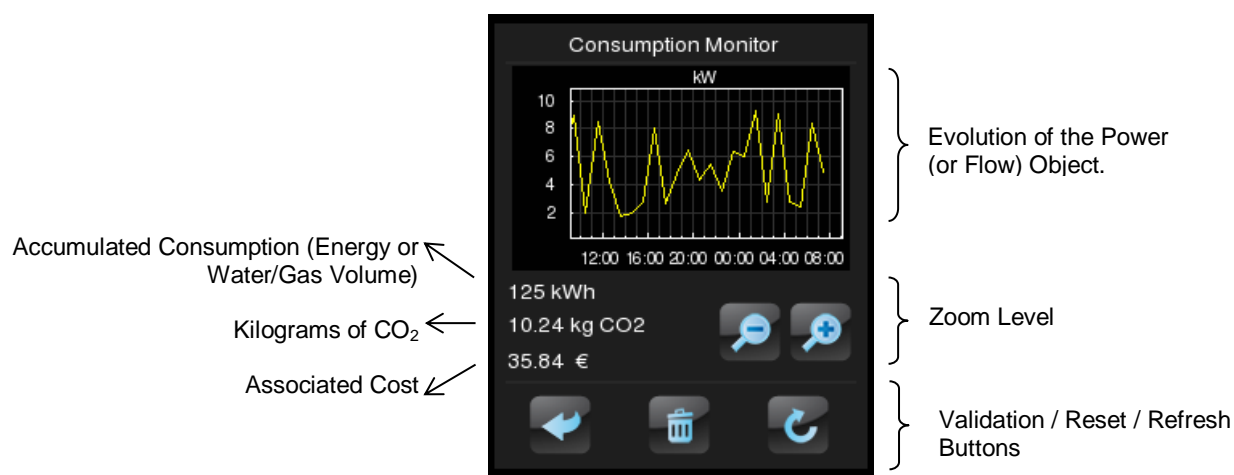 Consumption Monitor
kW
10
8
6
4
2
12:00 16:00 20:00 00:00 04:00 08:00
Evolution of the Power
(or Flow) Object.
Accumulated Consumption (Energy or
Water/Gas Volume)
Kilograms of CO₂
Associated Cost
125 kWh
10.24 kg CO2
35.84 €
Zoom Level
Validation / Reset / Refresh
Buttons